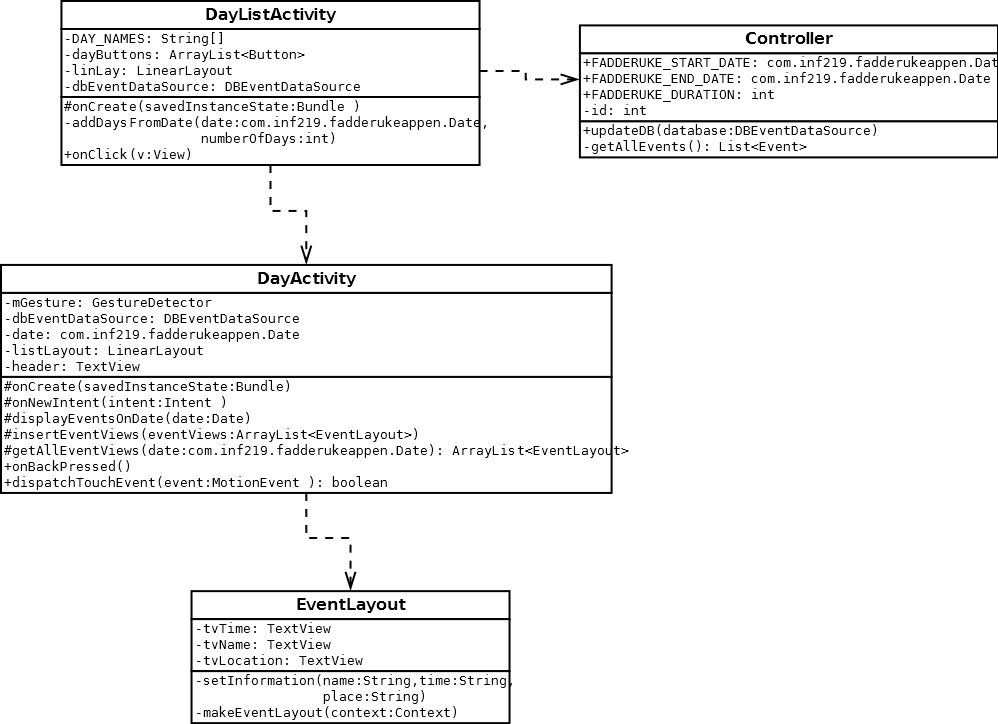 DayListActivity
-DAY_NAMES: String[]
-dayButtons: ArrayList<Button>
-linLay: LinearLayout
-dbEventDataSource: DBEventDataSource
#onCreate(savedInstanceState:Bundle )
-addDaysFromDate(date:com.inf219.fadderukeappen.Date,
numberOfDays:int)
+onClick(v:View)
Controller
+FADDERUKE_START_DATE: com.inf219.fadderukeappen.Dat
+FADDERUKE_END_DATE: com.inf219.fadderukeappen.Date
+FADDERUKE_DURATION: int
-id: int
+updateDB(database:DBEventDataSource)
-getAllEvents(): List<Event>
DayActivity
-mGesture: GestureDetector
-dbEventDataSource: DBEventDataSource
-date: com.inf219.fadderukeappen.Date
-listLayout: LinearLayout
-header: TextView
#onCreate(savedInstanceState:Bundle)
#onNewIntent(intent:Intent )
#displayEventsOnDate(date:Date)
#insertEventViews(eventViews:ArrayList<EventLayout>)
#getAllEventViews(date:com.inf219.fadderukeappen.Date): ArrayList<EventLayout>
+onBackPressed()
+dispatchTouchEvent(event:MotionEvent ): boolean
EventLayout
-tvTime: TextView
-tvName: TextView
-tvLocation: TextView
-setInformation(name:String,time:String,
place:String)
-makeEventLayout(context:Context)